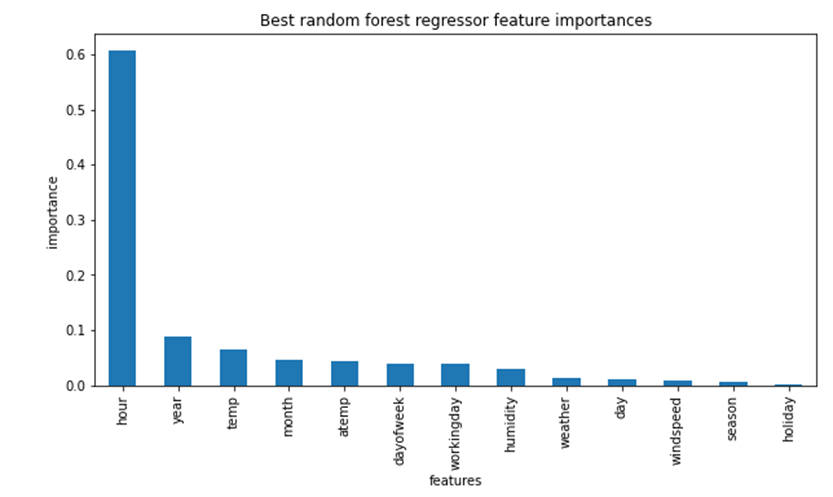 Best random forest regressor feature importances
0.6
0.5
0.4
0.3
0.2
0.1
0.0
importance
hour
year
temp
month
atemp
dayofweek
workingday
humidity
weather
day
windspeed
season
holiday
features